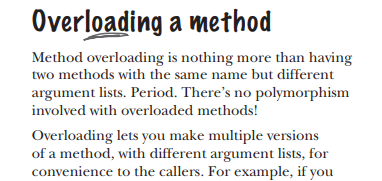 Overloading a method
Method overloading is nothing more than having
two methods with the same name but different
argument lists. Period. There’s no polymorphism
involved with overloaded methods!
Overloading lets you make multiple versions
of a method, with different argument lists, for
convenience to the callers. For example, if you